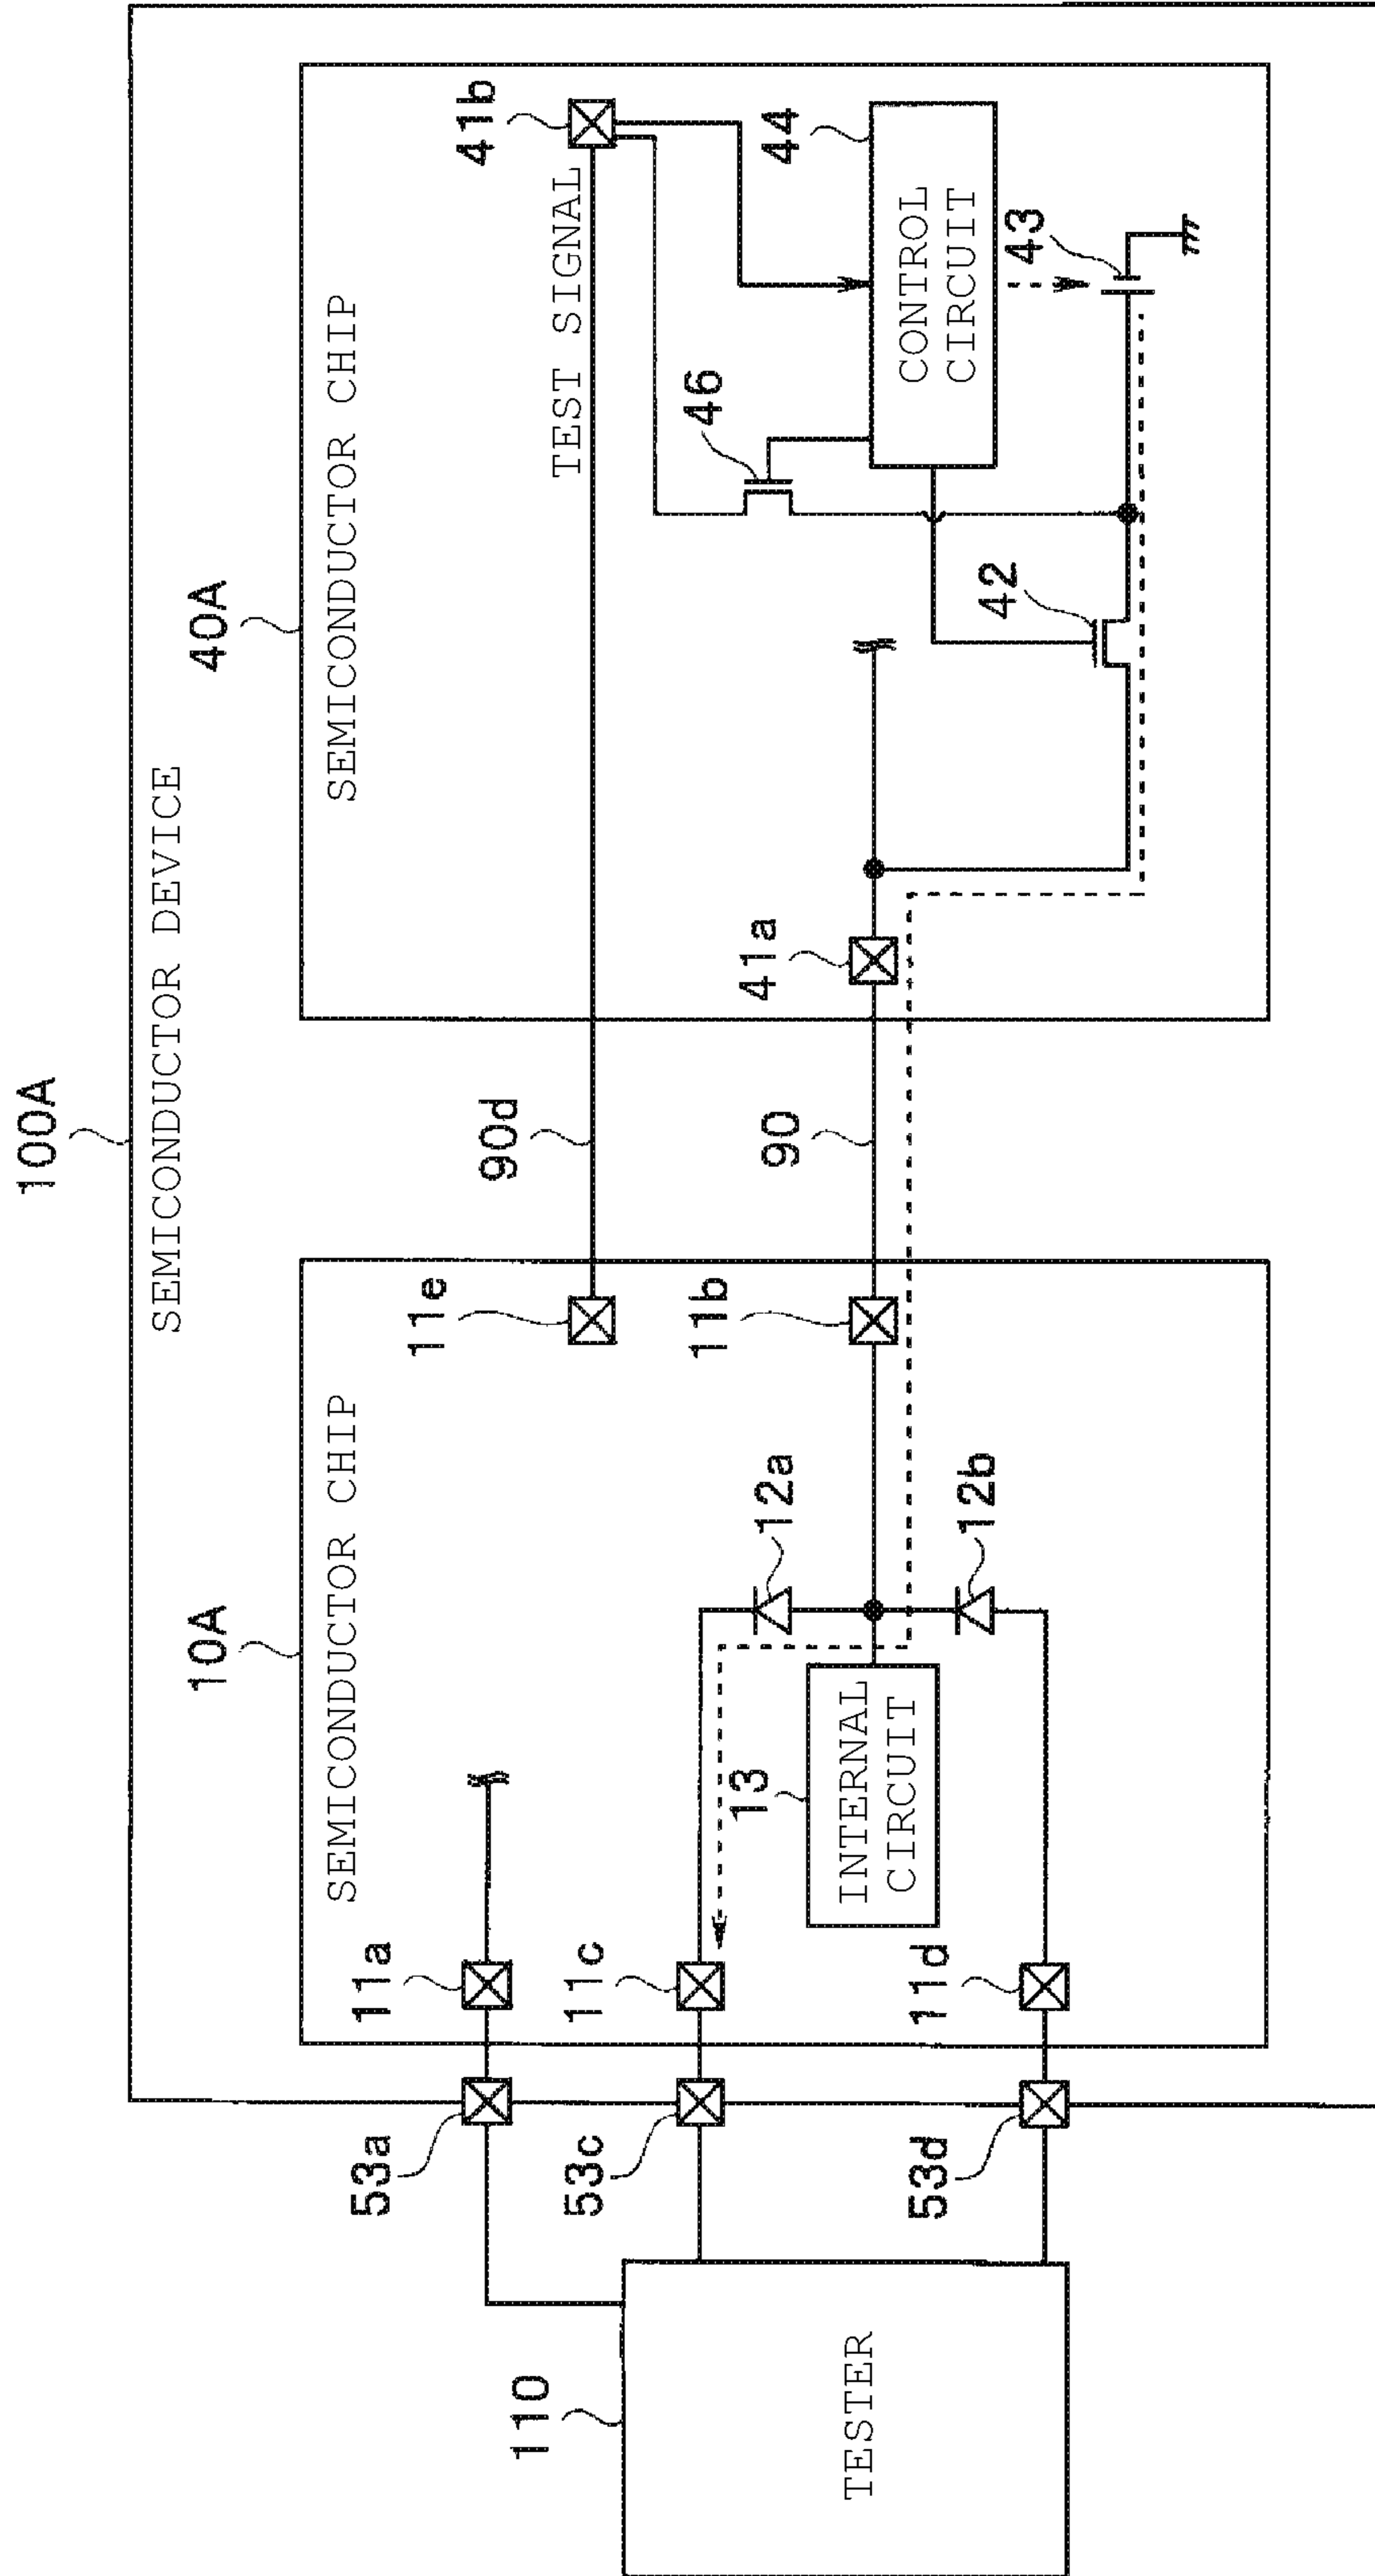 100A
SEMICONDUCTOR DEVICE
10A
40A
SEMICONDUCTOR CHIP
SEMICONDUCTOR CHIP
53a
11a
11e
90d
41b
TEST SIGNAL
110
TESTER
53c
11c
12a
11b
90
41a
46
44
CONTROL
CIRCUIT
13
INTERNAL
CIRCUIT
53d
11d
12b
42
43